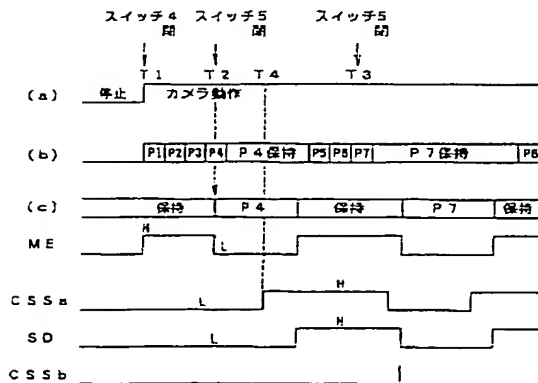 スイッチ4 スイッチ5 スイッチ5
閉 閉 閉
T1 T2 T4 T3
(a) 停止 カメラ動作
(b) P1 P2 P3 P4 P4保持 P5 P6 P7 P7保持 P8
(c) 保持 P4 保持 P7 保持
ME H L
CSSa L H
SD L H
CSSb